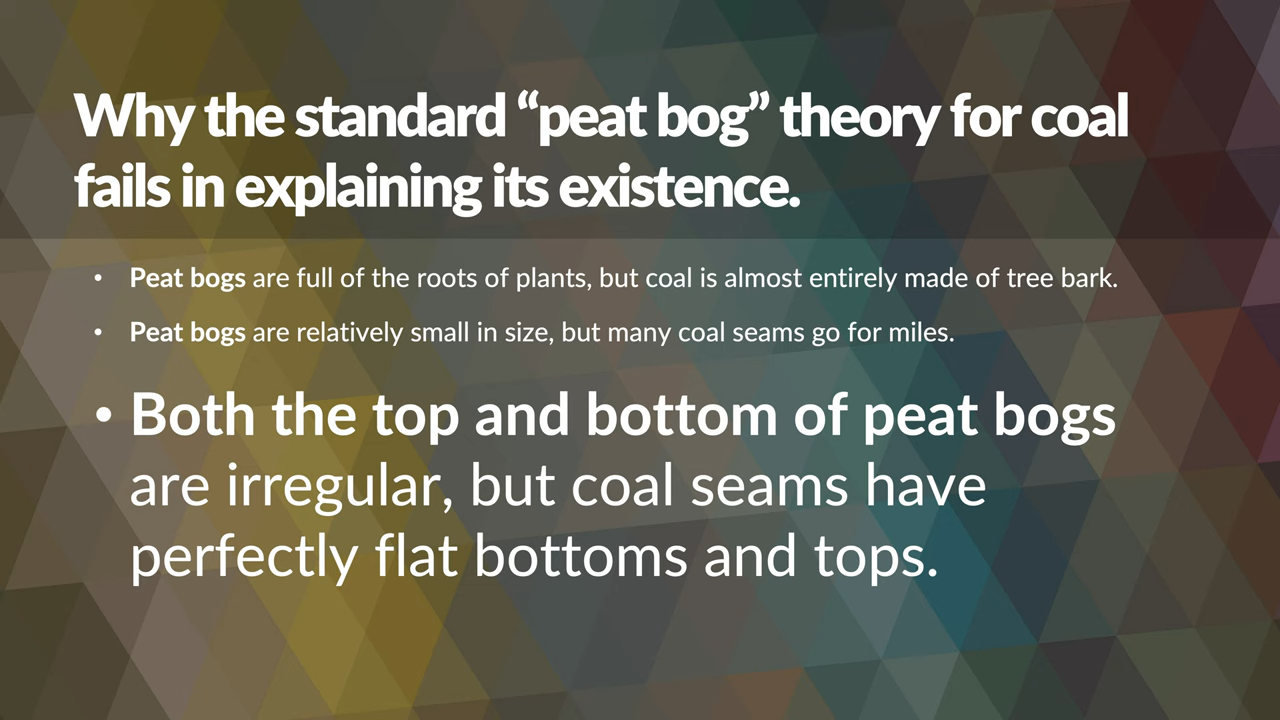 Why the standard “peat bog” theory for coal
fails in explaining its existence.
• Peat bogs are full of the roots of plants, but coal is almost entirely made of tree bark.
• Peat bogs are relatively small in size, but many coal seams go for miles.
• Both the top and bottom of peat bogs
are irregular, but coal seams have
perfectly flat bottoms and tops.